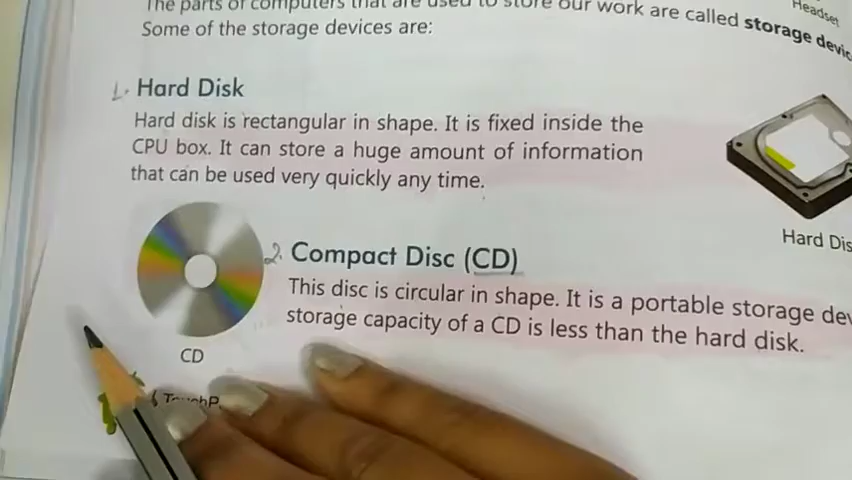 The parts of computers that are used to store our work are called storage devic
Some of the storage devices are:
Headset
1. Hard Disk
Hard disk is rectangular in shape. It is fixed inside the
CPU box. It can store a huge amount of information
that can be used very quickly any time.
Hard Dis
2. Compact Disc (CD)
This disc is circular in shape. It is a portable storage dev
storage capacity of a CD is less than the hard disk.
CD